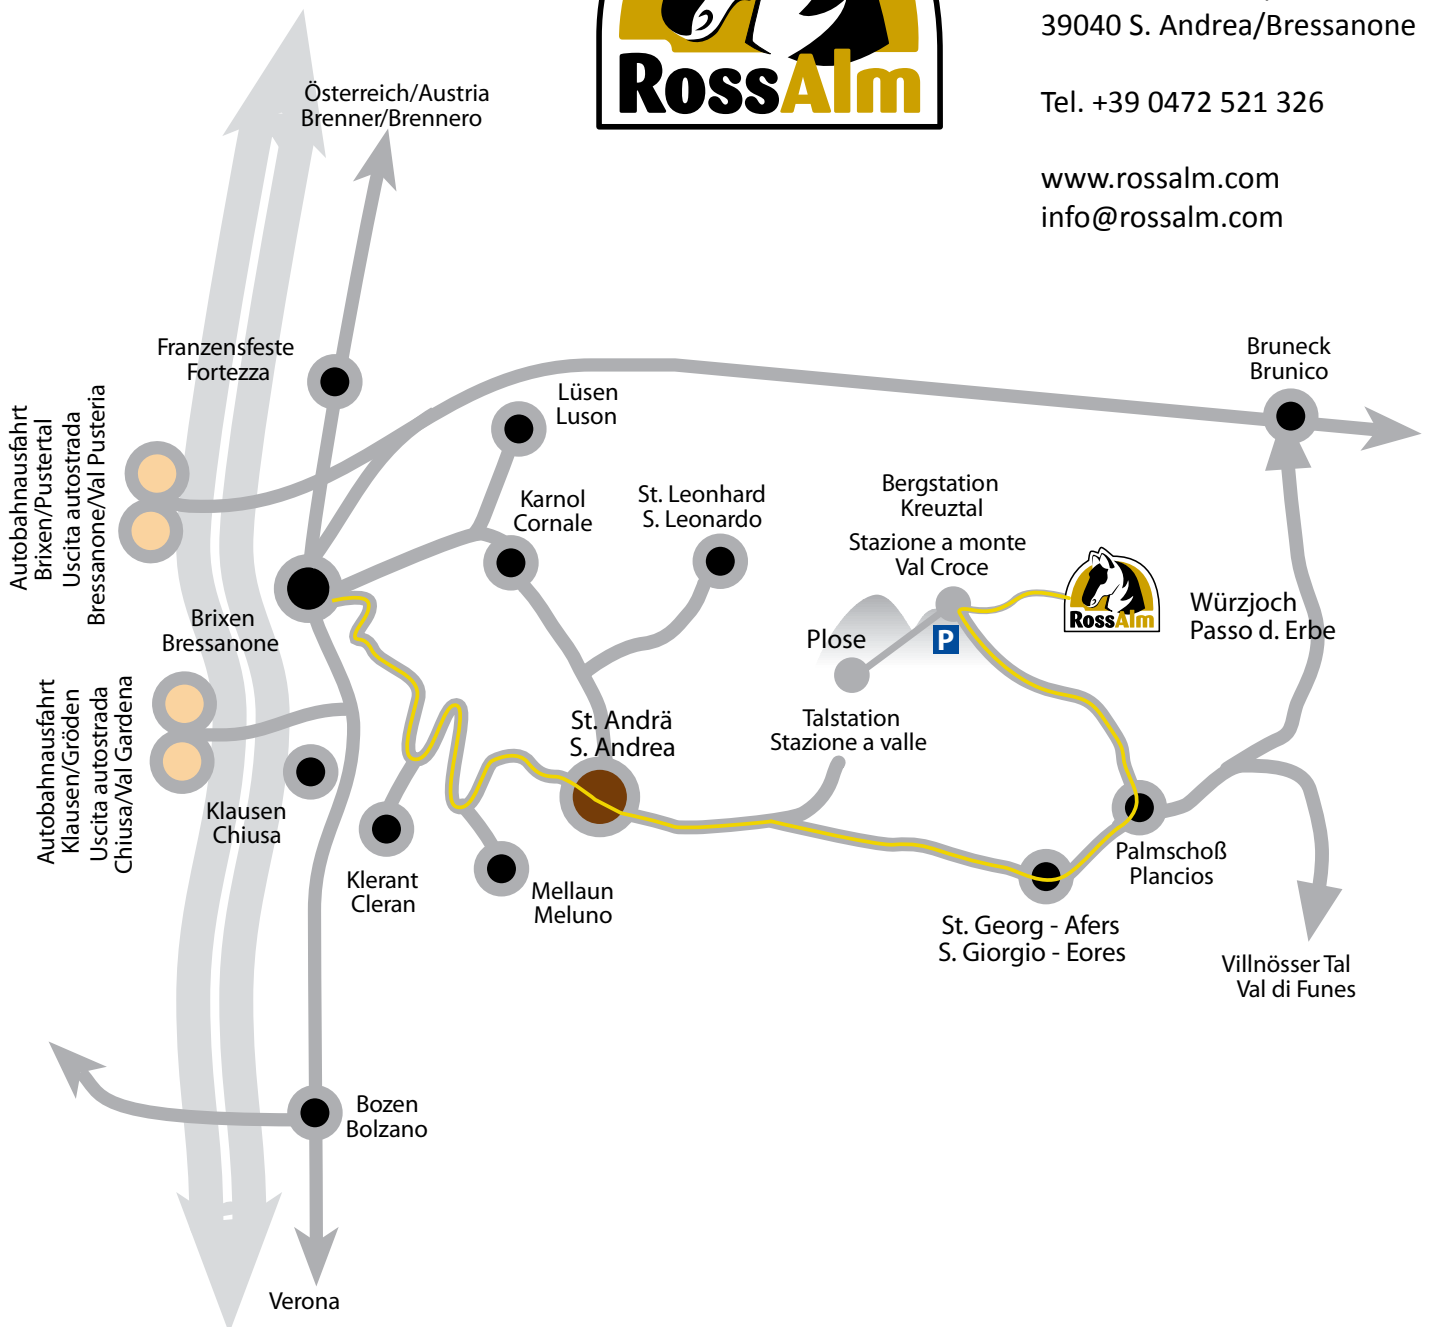 39040 S. Andrea/Bressanone
Tel. +39 0472 521 326
www.rossalm.com
info@rossalm.com
RossAlm
Österreich/Austria
Brenner/Brennero
Franzensfeste
Fortezza
Autobahnausfahrt
Brixen/Pustertal
Uscita autostrada
Bressanone/Val Pusteria
Lüsen
Luson
Bruneck
Brunico
Karnol
Cornale
St. Leonhard
S. Leonardo
Bergstation
Kreuztal
Stazione a monte
Val Croce
RossAlm
Würzjoch
Passo d. Erbe
Brixen
Bressanone
Plose
P
Autobahnausfahrt
Klausen/Gröden
Uscita autostrada
Chiusa/Val Gardena
St. Andrä
S. Andrea
Talstation
Stazione a valle
Klausen
Chiusa
Klerant
Cleran
Mellaun
Meluno
Palmschoß
Plancios
St. Georg - Afers
S. Giorgio - Eores
Villnösser Tal
Val di Funes
Bozen
Bolzano
Verona